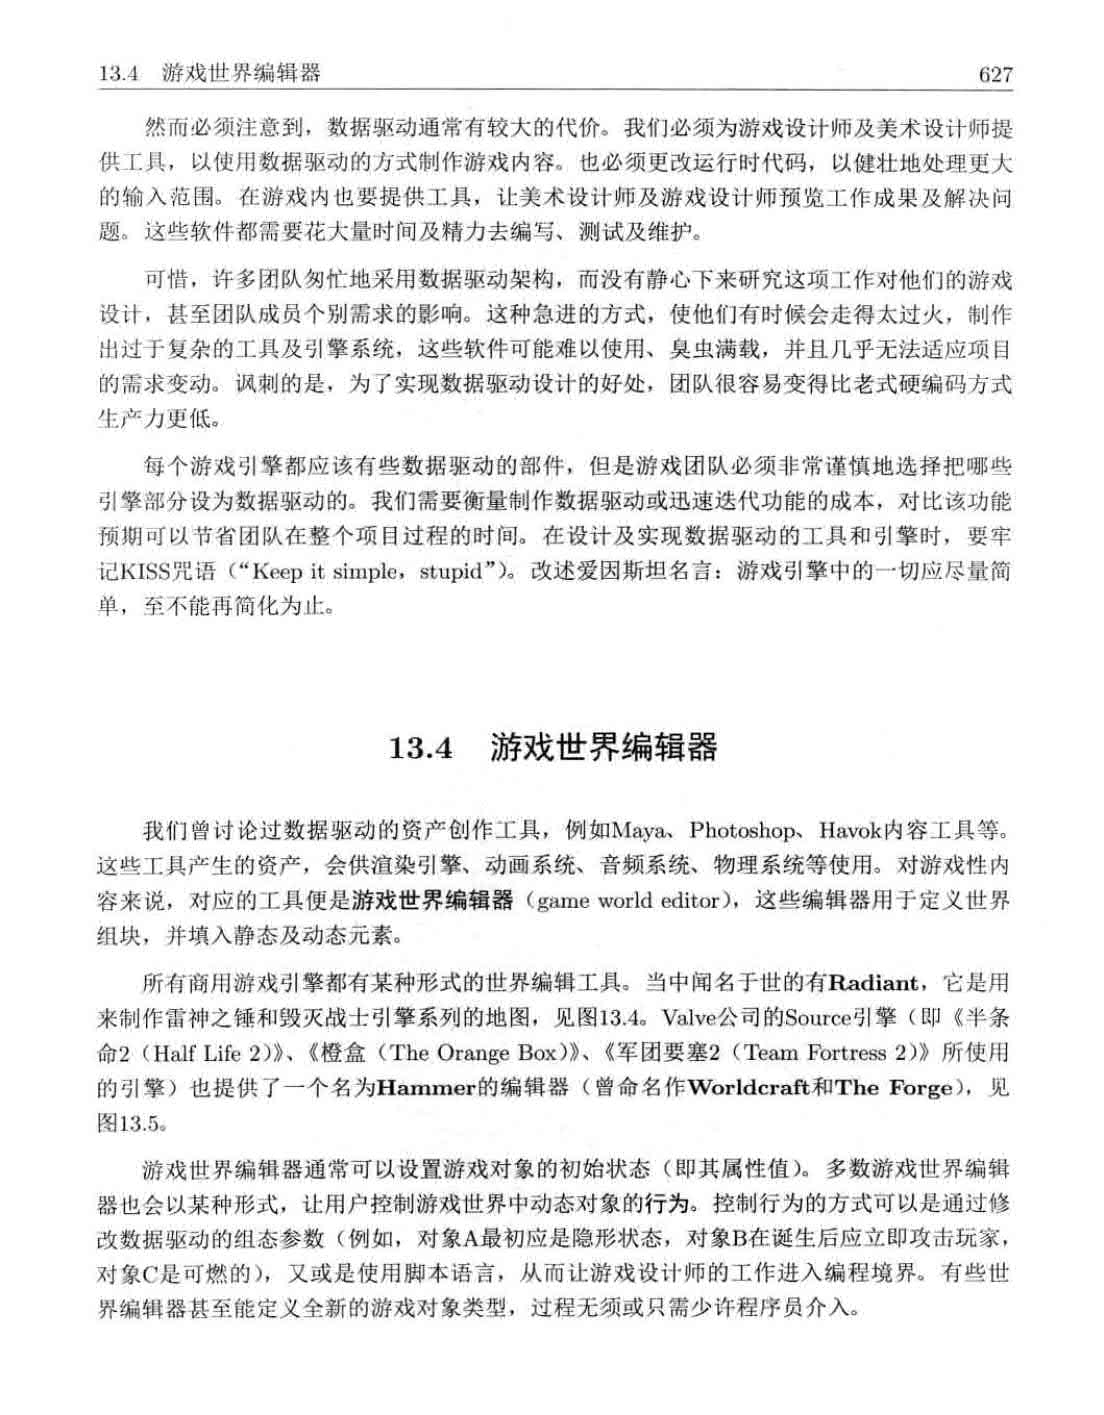 13.4 游戏世界编辑器 627
然而必须注意到，数据驱动通常有较大的代价。我们必须为游戏设计师及美术设计师提
供工具，以使用数据驱动的方式制作游戏内容。也必须更改运行时代码，以健壮地处理更大
的输入范围。在游戏内也要提供工具，让美术设计师及游戏设计师预览工作成果及解决问
题。这些软件都需要花大量时间及精力去编写、测试及维护。
可惜，许多团队匆忙地采用数据驱动架构，而没有静心下来研究这项工作对他们的游戏
设计，甚至团队成员个别需求的影响。这种急进的方式，使他们有时候会走得太过火，制作
出过于复杂的工具及引擎系统，这些软件可能难以使用、臭虫满载，并且几乎无法适应项目
的需求变动。讽刺的是，为了实现数据驱动设计的好处，团队很容易变得比老式硬编码方式
生产力更低。
每个游戏引擎都应该有些数据驱动的部件，但是游戏团队必须非常谨慎地选择把哪些
引擎部分设为数据驱动的。我们需要衡量制作数据驱动或迅速迭代功能的成本，对比该功能
预期可以节省团队在整个项目过程的时间。在设计及实现数据驱动的工具和引擎时，要牢
记KISS咒语（“Keep it simple，stupid”）。改述爱因斯坦名言：游戏引擎中的一切应尽量简
单，至不能再简化为止。
13.4 游戏世界编辑器
我们曾讨论过数据驱动的资产创作工具，例如Maya、Photoshop、Havok内容工具等。
这些工具产生的资产，会供渲染引擎、动画系统、音频系统、物理系统等使用。对游戏性内
容来说，对应的工具便是游戏世界编辑器（game world editor），这些编辑器用于定义世界
组块，并填入静态及动态元素。
所有商用游戏引擎都有某种形式的世界编辑工具。当中闻名于世的有Radiant，它是用
来制作雷神之锤和毁灭战士引擎系列的地图，见图13.4。Valve公司的Source引擎（即《半条
命2（Half Life 2）》、《橙盒（The Orange Box）》、《军团要塞2（Team Fortress 2）》所使用
的引擎）也提供了一个名为Hammer的编辑器（曾命名作Worldcraft和The Forge），见
图13.5。
游戏世界编辑器通常可以设置游戏对象的初始状态（即其属性值）。多数游戏世界编辑
器也会以某种形式，让用户控制游戏世界中动态对象的行为。控制行为的方式可以是通过修
改数据驱动的组态参数（例如，对象A最初应是隐形状态，对象B在诞生后应立即攻击玩家，
对象C是可燃的），又或是使用脚本语言，从而让游戏设计师的工作进入编程境界。有些世
界编辑器甚至能定义全新的游戏对象类型，过程无须或只需少许程序员介入。